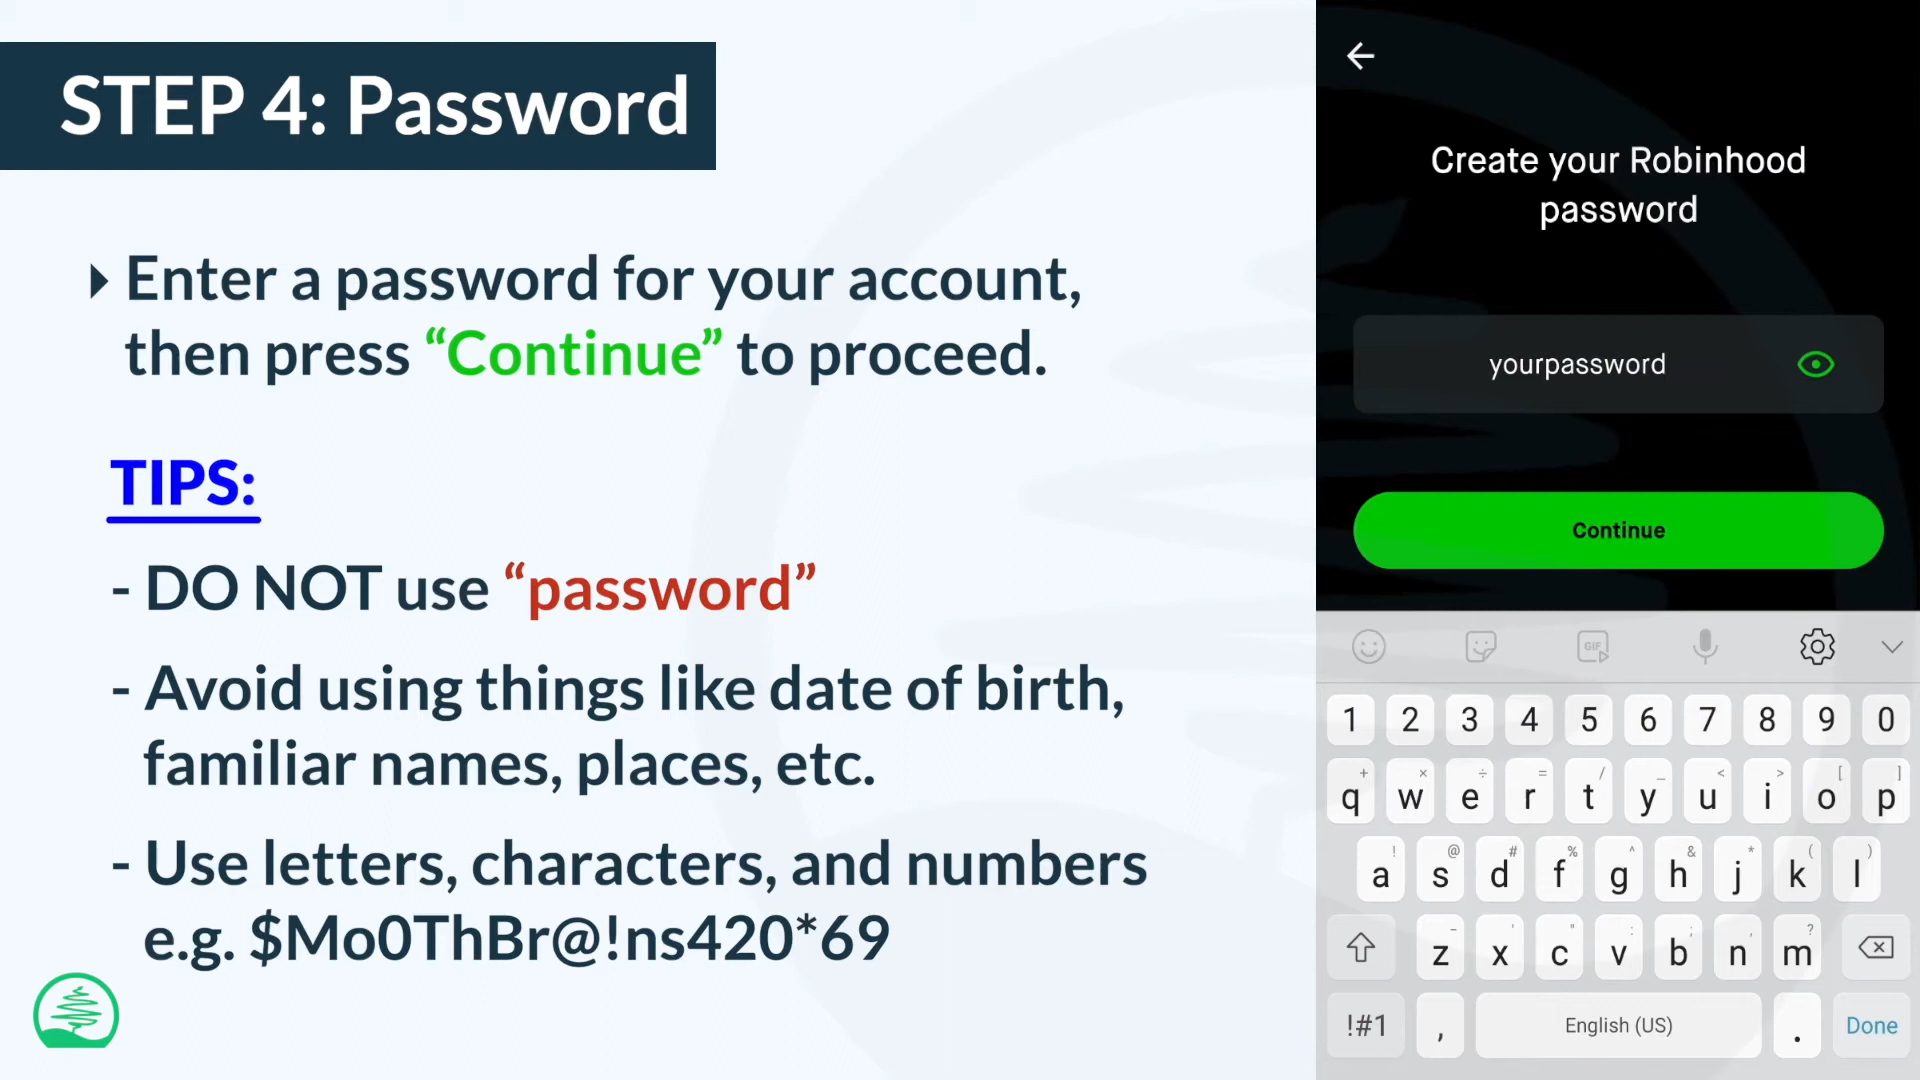 STEP 4: Password
Enter a password for your account,
then press “Continue” to proceed.
TIPS:
- DO NOT use “password”
- Avoid using things like date of birth,
familiar names, places, etc.
- Use letters, characters, and numbers
e.g. $Mo0ThBr@!ns420*69
Create your Robinhood
password
yourpassword
Continue
GIF
1 2 3 4 5 6 7 8 9 0
+ × ÷ = / _ < > [ ]
q w e r t y u i o p
! @ # % ^ & * ( )
a s d f g h j k l
- ' " : ; , ?
z x c v b n m
!#1 , English (US) . Done